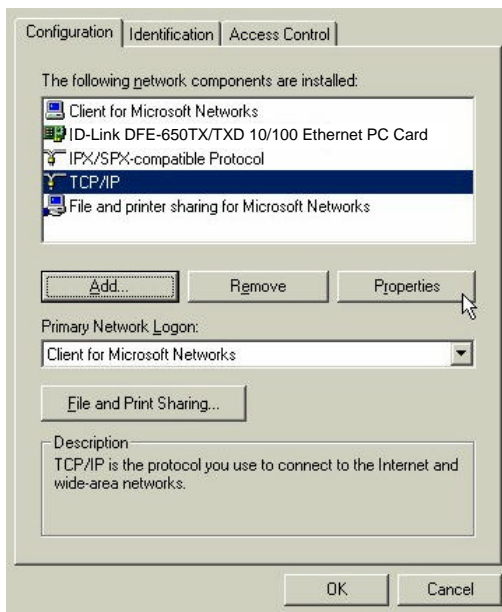 Configuration Identification Access Control
The following network components are installed:
Client for Microsoft Networks
ID-Link DFE-650TX/TXD 10/100 Ethernet PC Card
IPX/SPX-compatible Protocol
TCP/IP
File and printer sharing for Microsoft Networks
Add... Remove Properties
Primary Network Logon:
Client for Microsoft Networks
File and Print Sharing...
Description
TCP/IP is the protocol you use to connect to the Internet and
wide-area networks.
OK Cancel